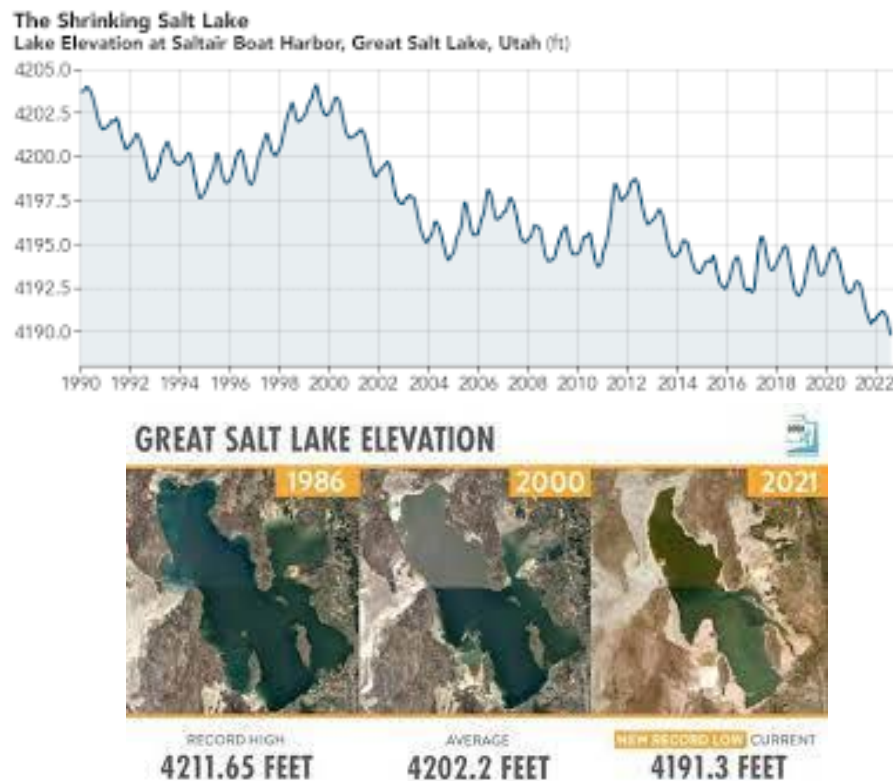 The Shrinking Salt Lake
Lake Elevation at Saltair Boat Harbor, Great Salt Lake, Utah (ft)
4205.0
4202.5
4200.0
4197.5
4195.0
4192.5
4190.0
1990 1992 1994 1996 1998 2000 2002 2004 2006 2008 2010 2012 2014 2016 2018 2020 2022
GREAT SALT LAKE ELEVATION
1986 2000 2021
RECORD HIGH AVERAGE NEW RECORD LOW CURRENT
4211.65 FEET 4202.2 FEET 4191.3 FEET